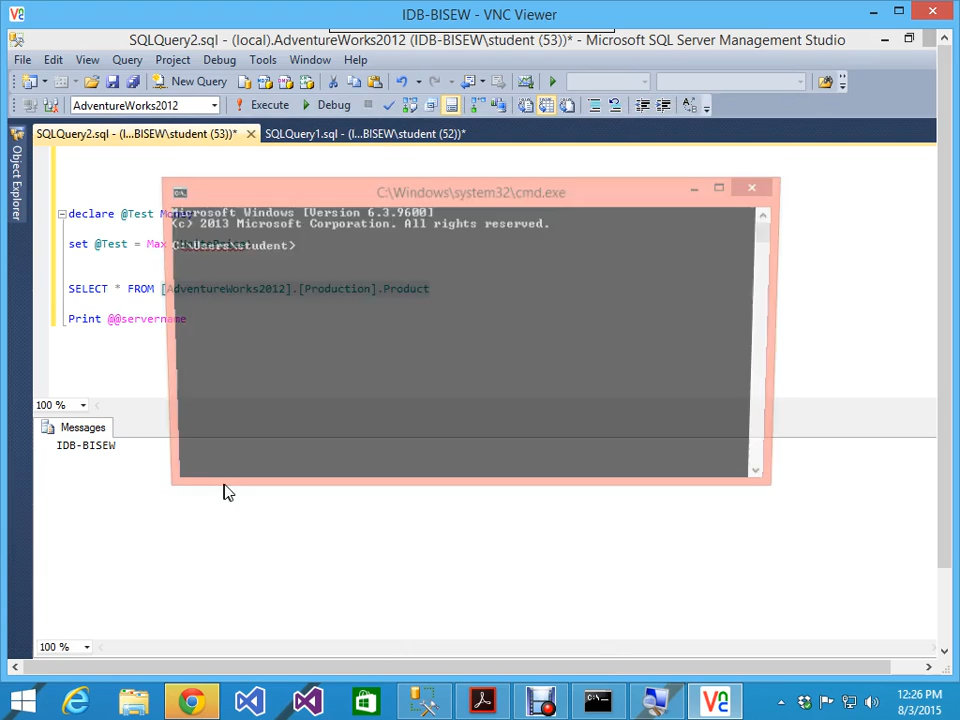 IDB-BISEW - VNC Viewer
SQLQuery2.sql - (local).AdventureWorks2012 (IDB-BISEW\student (53))* - Microsoft SQL Server Management Studio
File Edit View Query Project Debug Tools Window Help
New Query
AdventureWorks2012 Execute Debug
SQLQuery2.sql - (l...BISEW\student (53))* SQLQuery1.sql - (l...BISEW\student (52))*
Object Explorer
C:\Windows\system32\cmd.exe
Microsoft Windows [Version 6.3.9600]
declare @Test
(c) 2013 Microsoft Corporation. All rights reserved.
set @Test = Max
C:\Users\student>
SELECT * FROM [AdventureWorks2012].[Production].Product
Print @@servername
100 %
Messages
IDB-BISEW
100 %
12:26 PM
8/3/2015